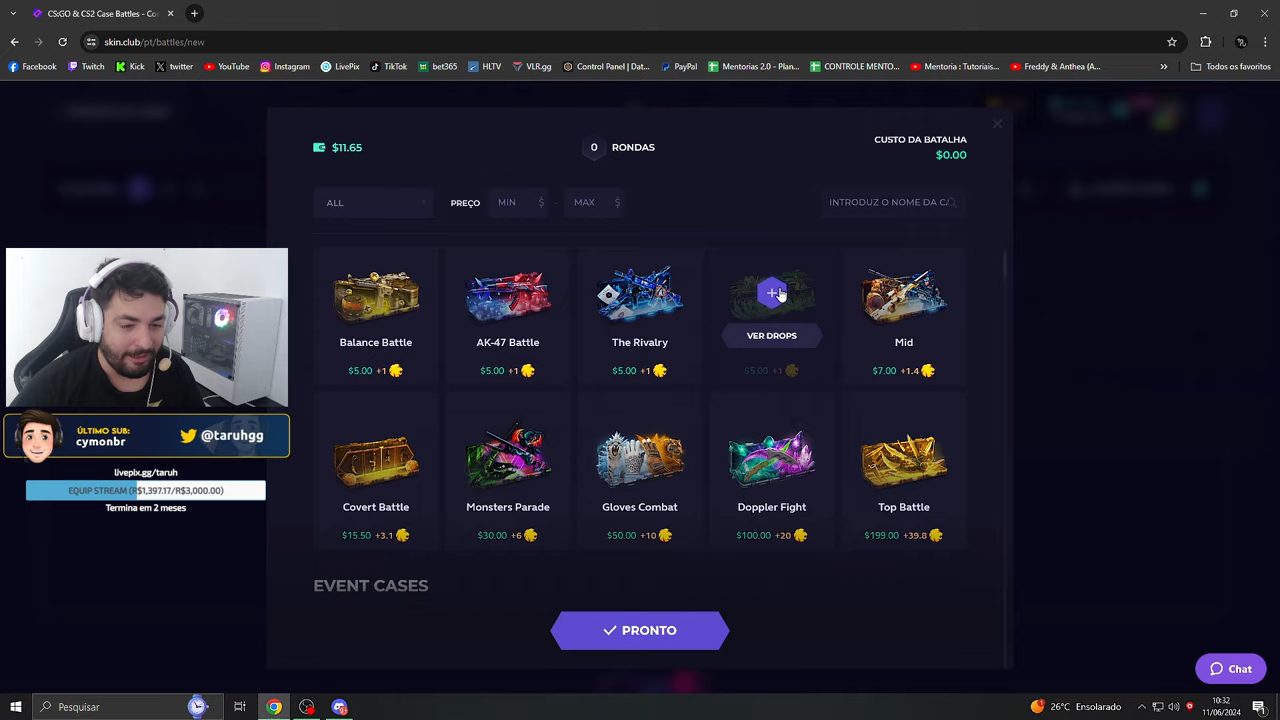 CS:GO & CS2 Case Battles - Co
skin.club/pt/battles/new
Facebook
Twitch
Kick
twitter
YouTube
Instagram
LivePix
TikTok
bet365
HLTV
VLR.gg
Control Panel | Dat...
PayPal
Mentorias 2.0 - Plan...
CONTROLE MENTO...
Mentoria : Tutoriais...
Freddy & Anthea (A...
Todos os favoritos
$11.65
0 RONDAS
CUSTO DA BATALHA
$0.00
ALL
PREÇO
MIN $ - MAX $
INTRODUZ O NOME DA CA
Balance Battle
AK-47 Battle
The Rivalry
VER DROPS
Mid
$5.00 +1
$5.00 +1
$5.00 +1
$5.00 +1
$7.00 +1.4
Covert Battle
Monsters Parade
Gloves Combat
Doppler Fight
Top Battle
$15.50 +3.1
$30.00 +6
$50.00 +10
$100.00 +20
$199.00 +39.8
EVENT CASES
PRONTO
ÚLTIMO SUB:
cymonbr
@taruhgg
livepix.gg/taruh
EQUIP STREAM (R$1,397.17/R$3,000.00)
Termina em 2 meses
Chat
Pesquisar
26°C Ensolarado
10:32
11/06/2024